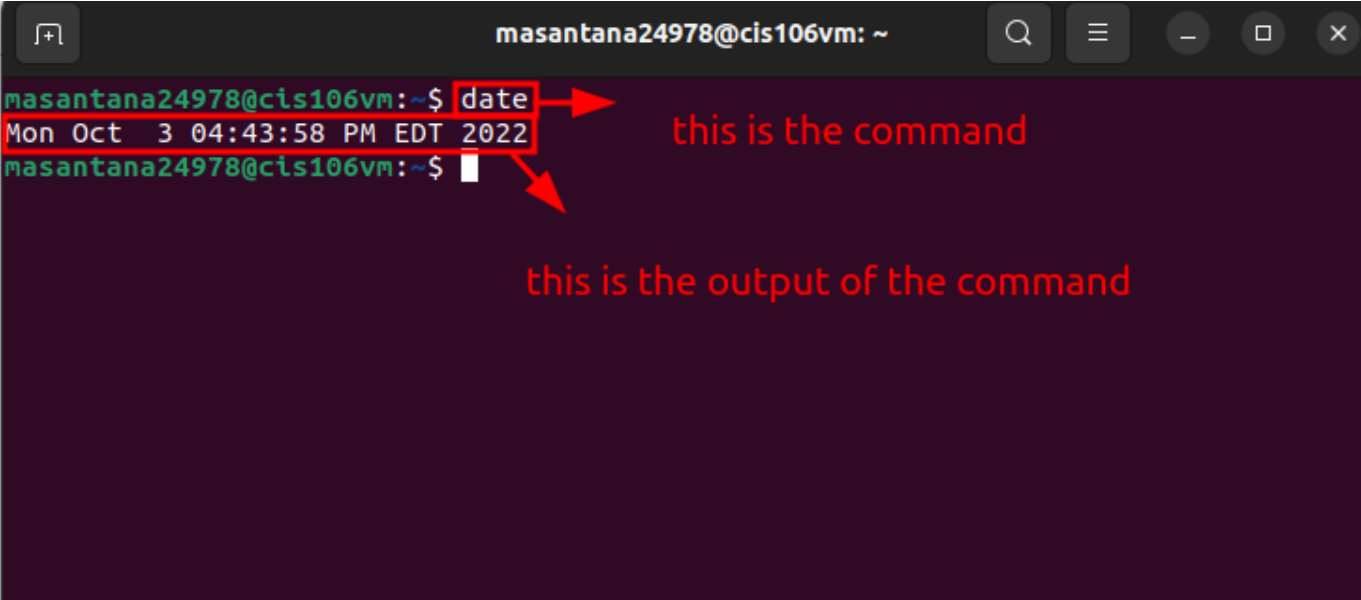 masantana24978@cis106vm: ~
masantana24978@cis106vm:~$ date
Mon Oct  3 04:43:58 PM EDT 2022
this is the command
masantana24978@cis106vm:~$
this is the output of the command